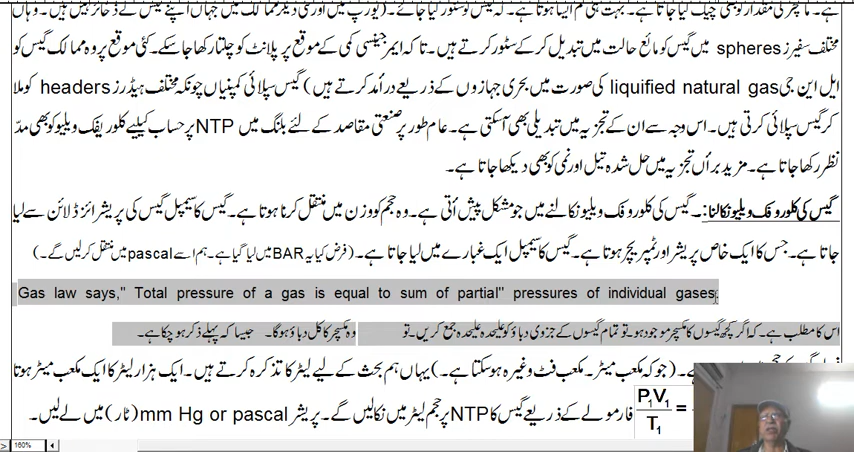 ہے۔ ماہر کی مقدار کو بھی چیک کیا جاتا ہے۔ بہت ہی کم ایسا ہوتا ہے۔ کہ گیس کو سٹور کیا جائے۔ (یورپ میں اور کئی دیگر ممالک میں جہاں اپنے گیس کے ذخائر نہیں ہیں۔ وہاں
مختلف سفیرز spheres میں گیس کو مائع حالت میں تبدیل کر کے سٹور کرتے ہیں۔ تاکہ ایمرجینسی کمی کے موقع پر پلانٹ کو چلتا رکھا جا سکے۔ کئی موقع پر وہ ممالک گیس کو
ایل این جی liquified natural gas کی صورت میں بحری جہازوں کے ذریعے درآمد کرتے ہیں) گیس سپلائی کمپنیاں چونکہ مختلف ہیڈرز headers کو ملا
کر گیس سپلائی کرتی ہیں۔ اس وجہ سے ان کے تجزیہ میں تبدیلی بھی آسکتی ہے۔ عام طور پر صنعتی مقاصد کے لئے بلنگ میں NTP پر حساب کیلیے کلوریفک ویلیو کو بھی مدّ
نظر رکھا جاتا ہے۔ مزید برأں تجزیہ میں حل شدہ تیل اور نمی کو بھی دیکھا جاتا ہے۔
گیس کی کلوروفک ویلیو نکالنا:۔ گیس کی کلوروفک ویلیو نکالنے میں جو مشکل پیش أتی ہے۔ وہ حجم کو وزن میں منتقل کرنا ہوتا ہے۔ گیس کا سیمپل گیس کی پریشرائزڈ لائن سے لیا
جاتا ہے۔ جس کا ایک خاص پریشر اور ٹمپریچر ہوتا ہے۔ گیس کا سیمپل ایک غبارے میں لیا جاتا ہے۔ (فرض کیا یہ BAR میں لیا گیا ہے۔ ہم اسے pascal میں منتقل کر لیں گے۔)
Gas law says," Total pressure of a gas is equal to sum of partial" pressures of individual gases;
اس کا مطلب ہے۔ کہ اگر کچھ گیسوں کا مکسچر موجود ہو۔ تو تمام گیسوں کے جزوی دباؤ کو علیحدہ علیحدہ جمع کریں۔ تو وہ مکسچر کا کل دباؤ ہوگا۔ جیسا کہ پہلے ذکر ہو چکا ہے۔
ہے۔ (جو کہ مکعب میٹر۔ مکعب فٹ وغیرہ ہو سکتا ہے۔) یہاں ہم بحث کے لیے لیٹر کا تذکرہ کرتے ہیں۔ ایک ہزار لیٹر کا ایک مکعب میٹر ہوتا
P₁V₁/T₁ = فارمولے کے ذریعے گیس کا NTP پر حجم لیٹر میں نکالیں گے۔ پریشر mm Hg or pascal (ٹار) میں لے لیں۔
160%